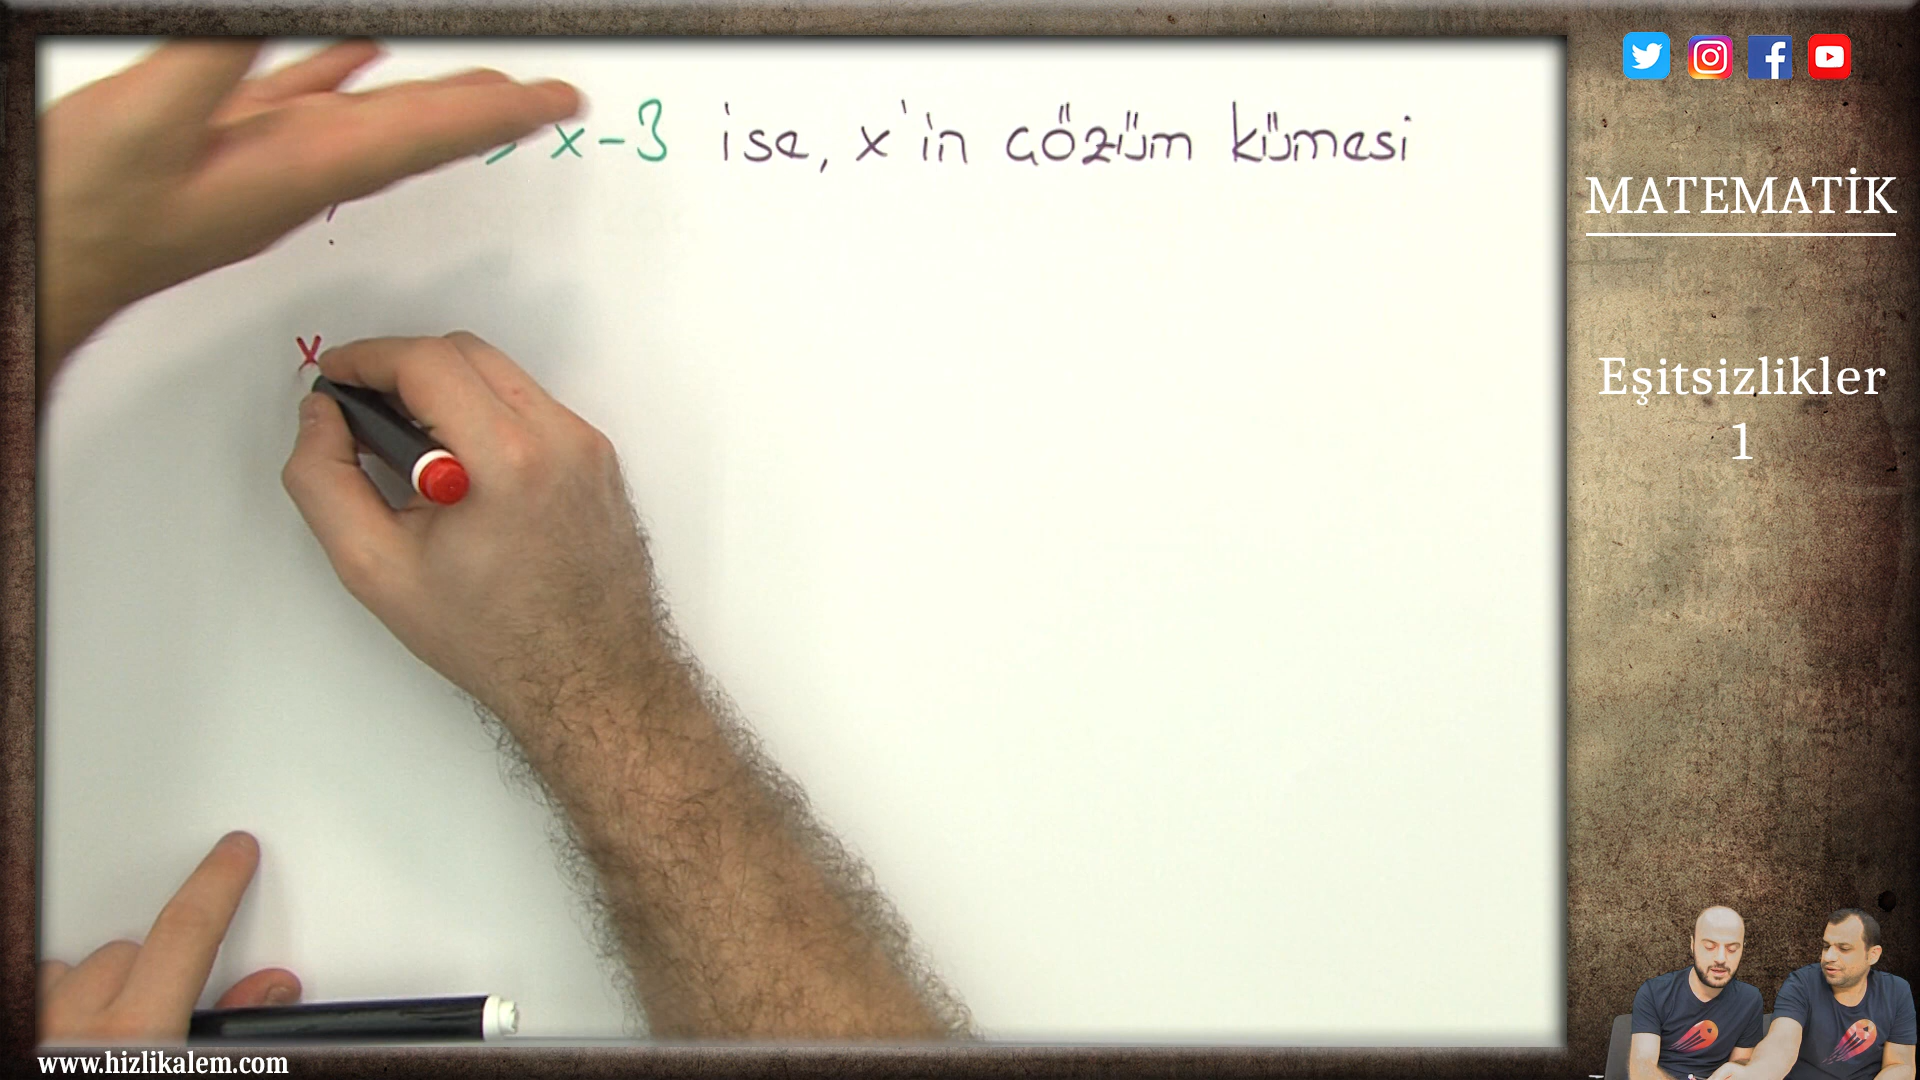 > x-3 ise, x'in çözüm kümesi
x
MATEMATİK
Eşitsizlikler
1
www.hizlikalem.com